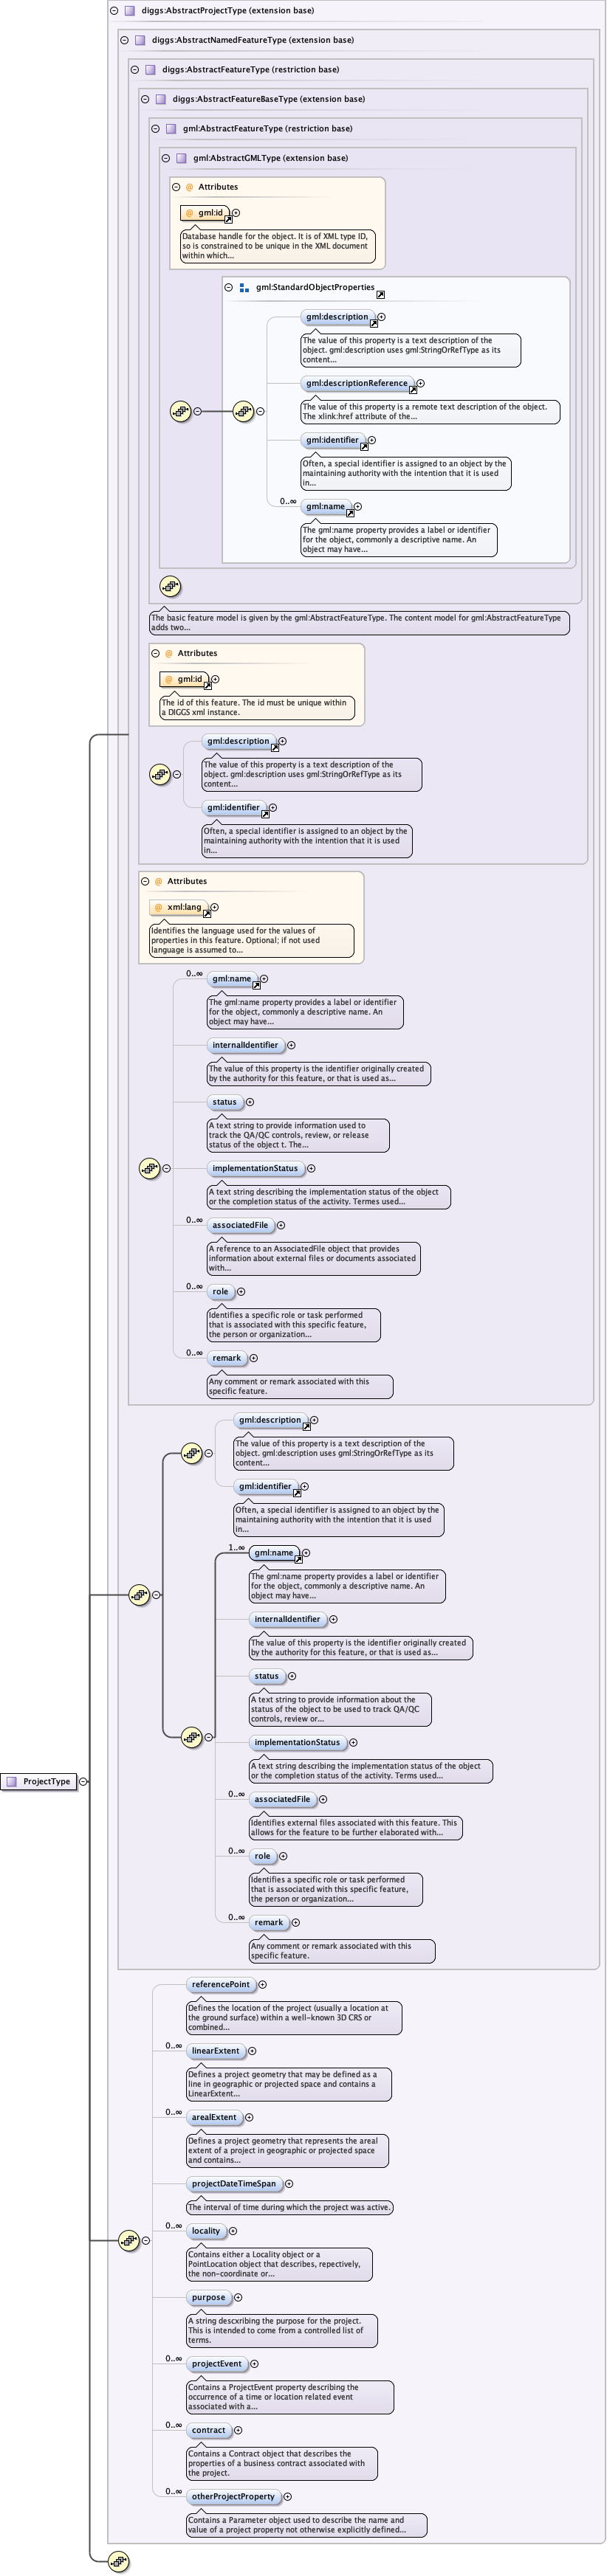 diggs:AbstractProjectType (extension base)
diggs:AbstractNamedFeatureType (extension base)
diggs:AbstractFeatureType (restriction base)
diggs:AbstractFeatureBaseType (extension base)
gml:AbstractFeatureType (restriction base)
gml:AbstractGMLType (extension base)
@ Attributes
@ gml:id
Database handle for the object. It is of XML type ID,
so is constrained to be unique in the XML document
within which...
gml:StandardObjectProperties
gml:description
The value of this property is a text description of the
object. gml:description uses gml:StringOrRefType as its
content...
gml:descriptionReference
The value of this property is a remote text description of the object.
The xlink:href attribute of the...
gml:identifier
Often, a special identifier is assigned to an object by the
maintaining authority with the intention that it is used
in...
0..∞
gml:name
The gml:name property provides a label or identifier
for the object, commonly a descriptive name. An
object may have...
The basic feature model is given by the gml:AbstractFeatureType. The content model for gml:AbstractFeatureType
adds two...
@ Attributes
@ gml:id
The id of this feature. The id must be unique within
a DIGGS xml instance.
gml:description
The value of this property is a text description of the
object. gml:description uses gml:StringOrRefType as its
content...
gml:identifier
Often, a special identifier is assigned to an object by the
maintaining authority with the intention that it is used
in...
@ Attributes
@ xml:lang
Identifies the language used for the values of
properties in this feature. Optional; if not used
language is assumed to...
0..∞
gml:name
The gml:name property provides a label or identifier
for the object, commonly a descriptive name. An
object may have...
internalIdentifier
The value of this property is the identifier originally created
by the authority for this feature, or that is used as...
status
A text string to provide information used to
track the QA/QC controls, review, or release
status of the object t. The...
implementationStatus
A text string describing the implementation status of the object
or the completion status of the activity. Termes used...
0..∞
associatedFile
A reference to an AssociatedFile object that provides
information about external files or documents associated
with...
0..∞
role
Identifies a specific role or task performed
that is associated with this specific feature,
the person or organization...
0..∞
remark
Any comment or remark associated with this
specific feature.
gml:description
The value of this property is a text description of the
object. gml:description uses gml:StringOrRefType as its
content...
gml:identifier
Often, a special identifier is assigned to an object by the
maintaining authority with the intention that it is used
in...
1..∞
gml:name
The gml:name property provides a label or identifier
for the object, commonly a descriptive name. An
object may have...
internalIdentifier
The value of this property is the identifier originally created
by the authority for this feature, or that is used as...
status
A text string to provide information about the
status of the object to be used to track QA/QC
controls, review or...
implementationStatus
A text string describing the implementation status of the object
or the completion status of the activity. Terms used...
0..∞
associatedFile
Identifies external files associated with this feature. This
allows for the feature to be further elaborated with...
0..∞
role
Identifies a specific role or task performed
that is associated with this specific feature,
the person or organization...
0..∞
remark
Any comment or remark associated with this
specific feature.
ProjectType
referencePoint
Defines the location of the project (usually a location at
the ground surface) within a well-known 3D CRS or
combined...
0..∞
linearExtent
Defines a project geometry that may be defined as a
line in geographic or projected space and contains a
LinearExtent...
0..∞
arealExtent
Defines a project geometry that represents the areal
extent of a project in geographic or projected space
and contains...
projectDateTimeSpan
The interval of time during which the project was active.
0..∞
locality
Contains either a Locality object or a
PointLocation object that describes, repectively,
the non-coordinate or...
purpose
A string descxribing the purpose for the project.
This is intended to come from a controlled list of
terms.
0..∞
projectEvent
Contains a ProjectEvent property describing the
occurrence of a time or location related event
associated with a...
0..∞
contract
Contains a Contract object that describes the
properties of a business contract associated with
the project.
0..∞
otherProjectProperty
Contains a Parameter object used to describe the name and
value of a project property not otherwise explicitly defined...